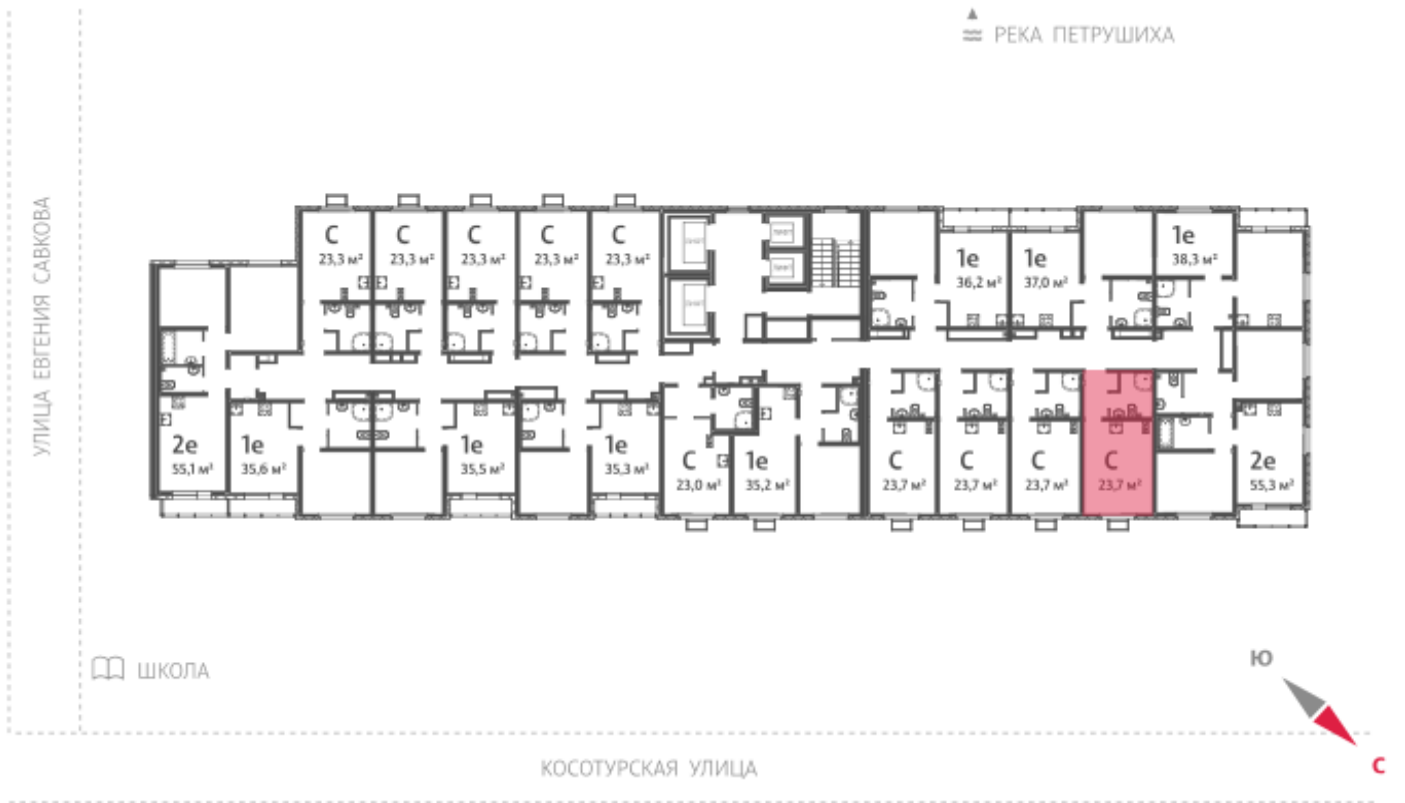 РЕКА ПЕТРУШИХА
УЛИЦА ЕВГЕНИЯ САВКОВА
С
23,3 м²
С
23,3 м²
С
23,3 м²
С
23,3 м²
С
23,3 м²
1е
36,2 м²
1е
37,0 м²
1е
38,3 м²
2е
55,1 м²
1е
35,6 м²
1е
35,5 м²
1е
35,3 м²
С
23,0 м²
1е
35,2 м²
С
23,7 м²
С
23,7 м²
С
23,7 м²
С
23,7 м²
2е
55,3 м²
ШКОЛА
Ю
С
КОСОТУРСКАЯ УЛИЦА